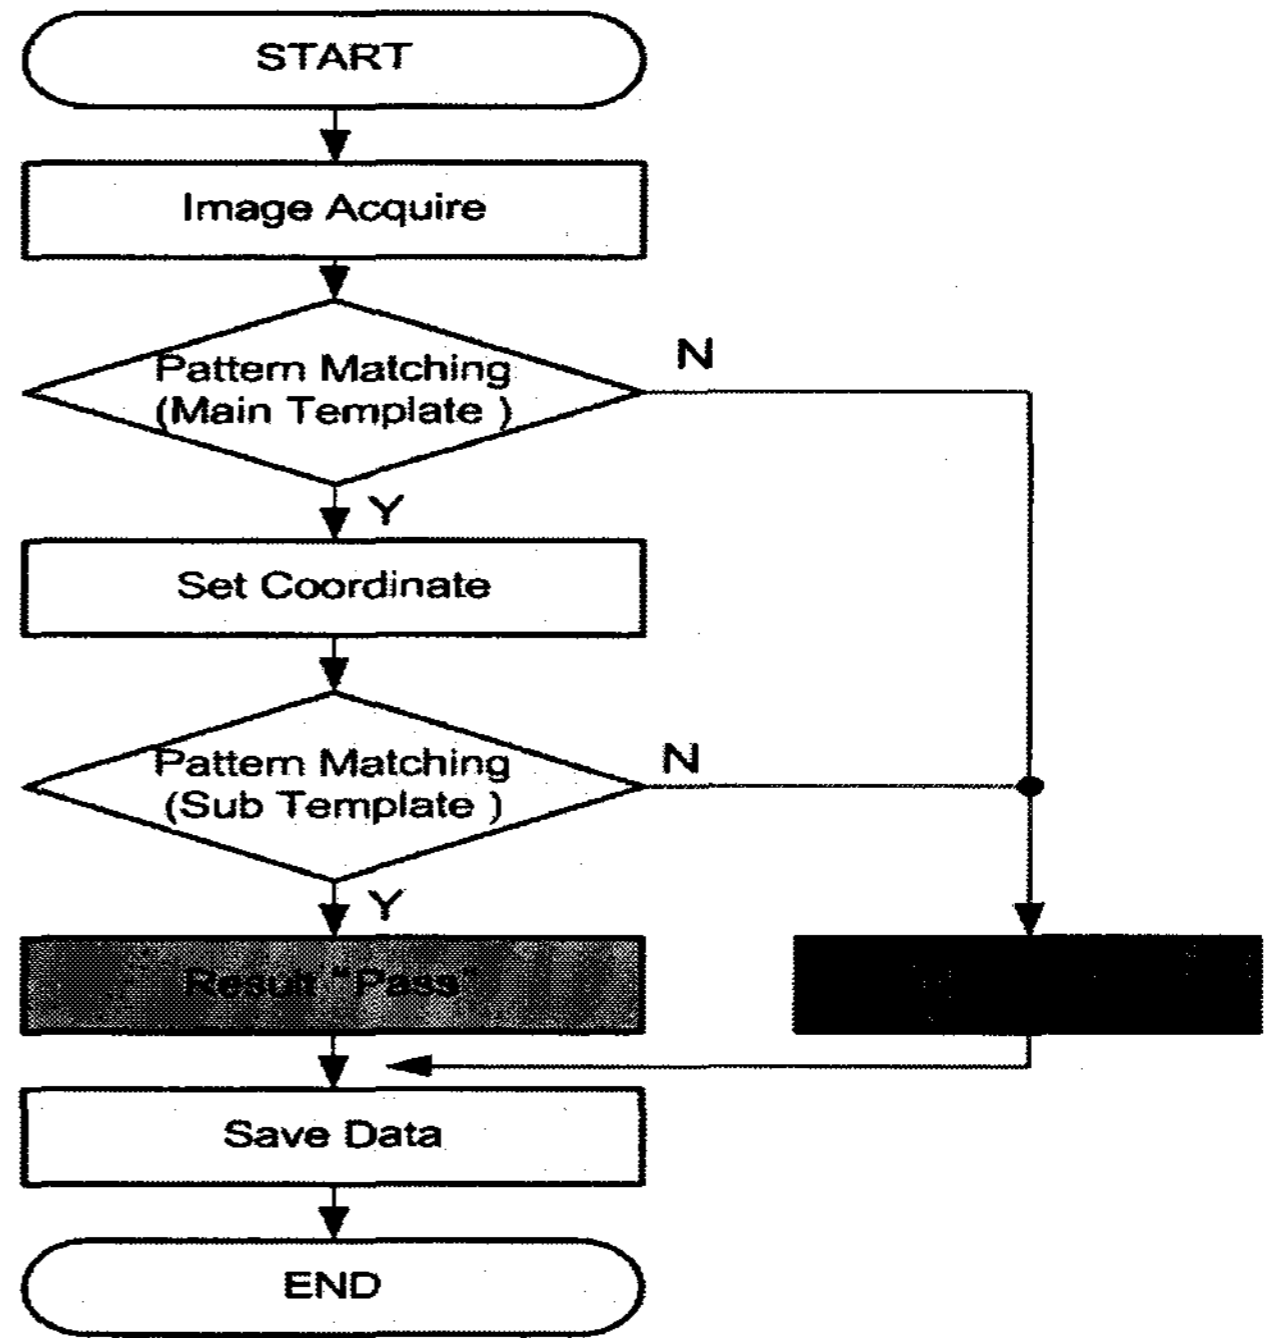 START
Image Acquire
Pattern Matching
(Main Template )
N
Y
Set Coordinate
Pattern Matching
(Sub Template )
N
Y
Result "Pass"
Save Data
END